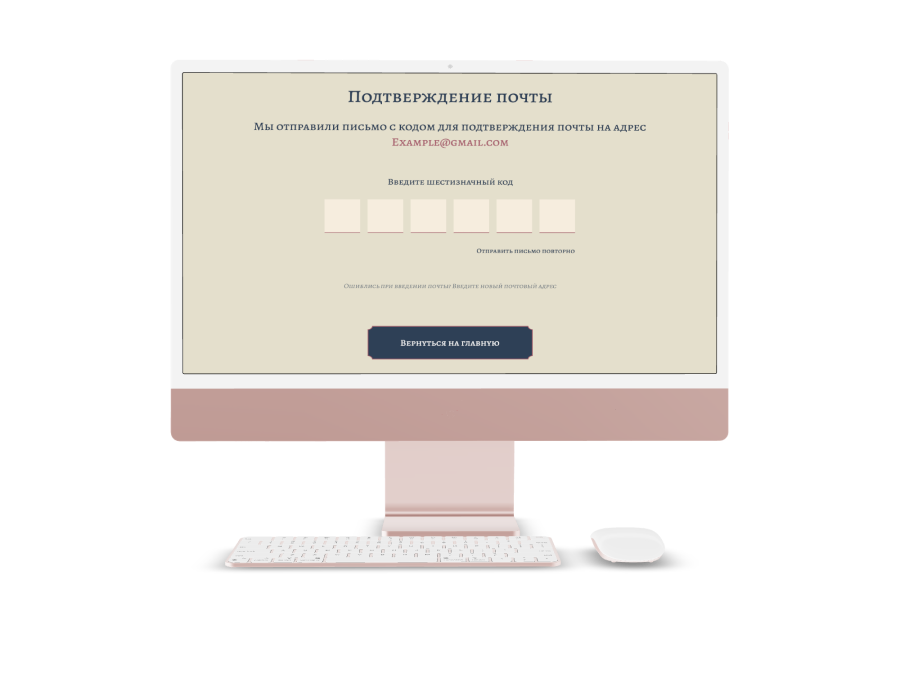 Подтверждение почты
Мы отправили письмо с кодом для подтверждения почты на адрес
Example@gmail.com
Введите шестизначный код
Отправить письмо повторно
Ошиблись при введении почты? Введите новый почтовый адрес.
Вернуться на главную